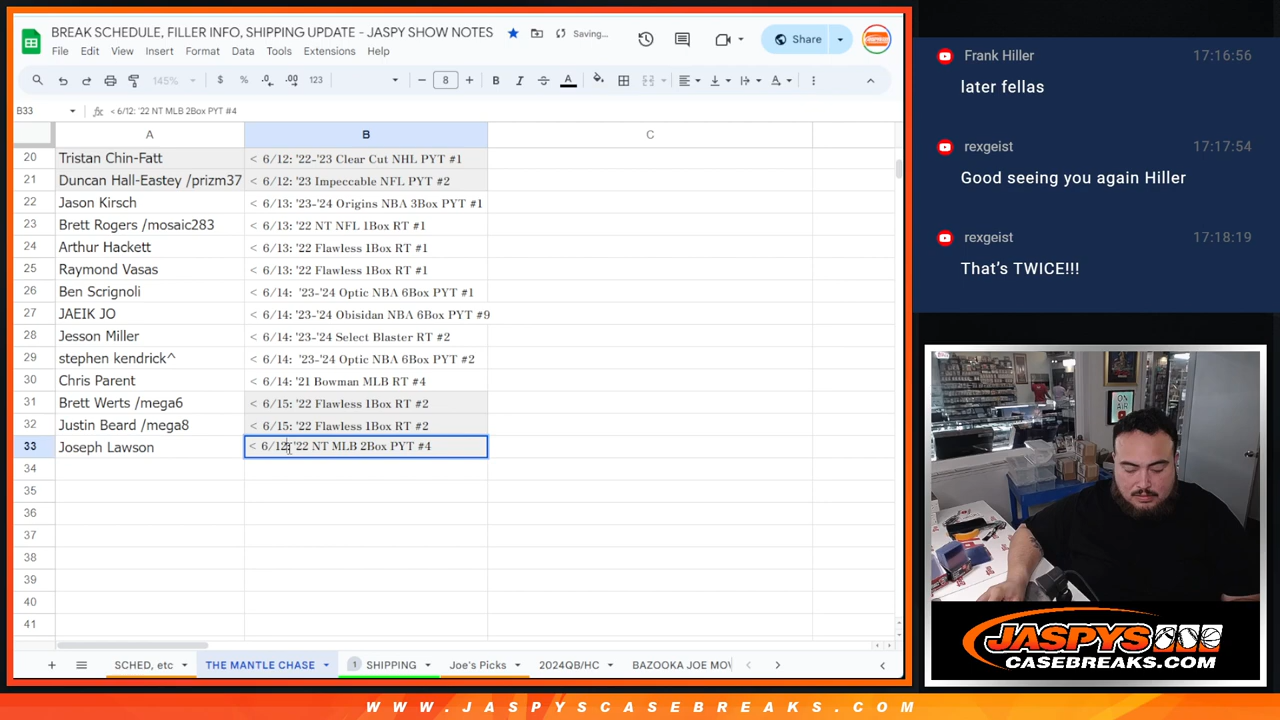 BREAK SCHEDULE, FILLER INFO, SHIPPING UPDATE - JASPY SHOW NOTES
Saving...
File Edit View Insert Format Data Tools Extensions Help
Share
145% $ % .0 .00 123 8 B I A
B33 fx < 6/12: '22 NT MLB 2Box PYT #4
A B C
20 Tristan Chin-Fatt < 6/12: '22-'23 Clear Cut NHL PYT #1
21 Duncan Hall-Eastey /prizm37 < 6/12: '23 Impeccable NFL PYT #2
22 Jason Kirsch < 6/13: '23-'24 Origins NBA 3Box PYT #1
23 Brett Rogers /mosaic283 < 6/13: '22 NT NFL 1Box RT #1
24 Arthur Hackett < 6/13: '22 Flawless 1Box RT #1
25 Raymond Vasas < 6/13: '22 Flawless 1Box RT #1
26 Ben Scrignoli < 6/14: '23-'24 Optic NBA 6Box PYT #1
27 JAEIK JO < 6/14: '23-'24 Obisidan NBA 6Box PYT #9
28 Jesson Miller < 6/14: '23-'24 Select Blaster RT #2
29 stephen kendrick^ < 6/14: '23-'24 Optic NBA 6Box PYT #2
30 Chris Parent < 6/14: '21 Bowman MLB RT #4
31 Brett Werts /mega6 < 6/15: '22 Flawless 1Box RT #2
32 Justin Beard /mega8 < 6/15: '22 Flawless 1Box RT #2
33 Joseph Lawson < 6/12: '22 NT MLB 2Box PYT #4
34
35
36
37
38
39
40
41
SCHED, etc THE MANTLE CHASE 1 SHIPPING Joe's Picks 2024QB/HC BAZOOKA JOE MOV
Frank Hiller 17:16:56
later fellas
rexgeist 17:17:54
Good seeing you again Hiller
rexgeist 17:18:19
That's TWICE!!!
ON AIR
JASPYS
CASEBREAKS.COM
WWW.JASPYSCASEBREAKS.COM